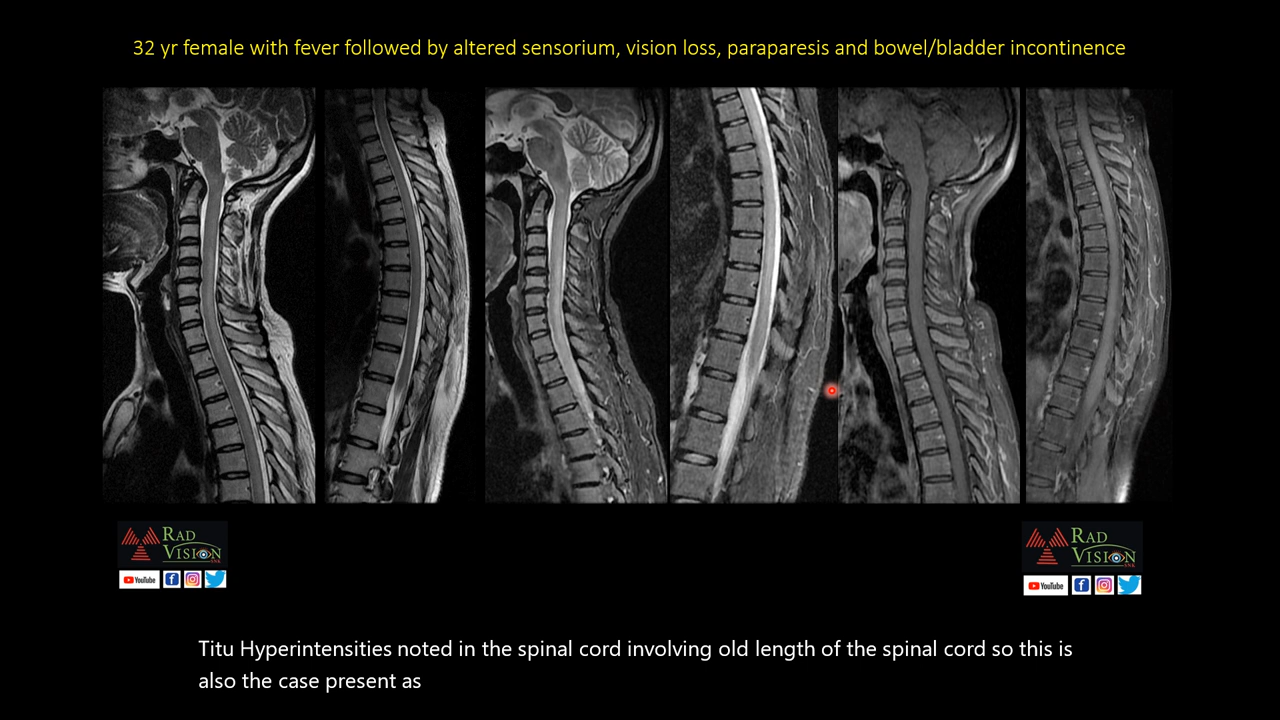 32 yr female with fever followed by altered sensorium, vision loss, paraparesis and bowel/bladder incontinence
RAD
VISION
YouTube
RAD
VISION
YouTube
Titu Hyperintensities noted in the spinal cord involving old length of the spinal cord so this is
also the case present as